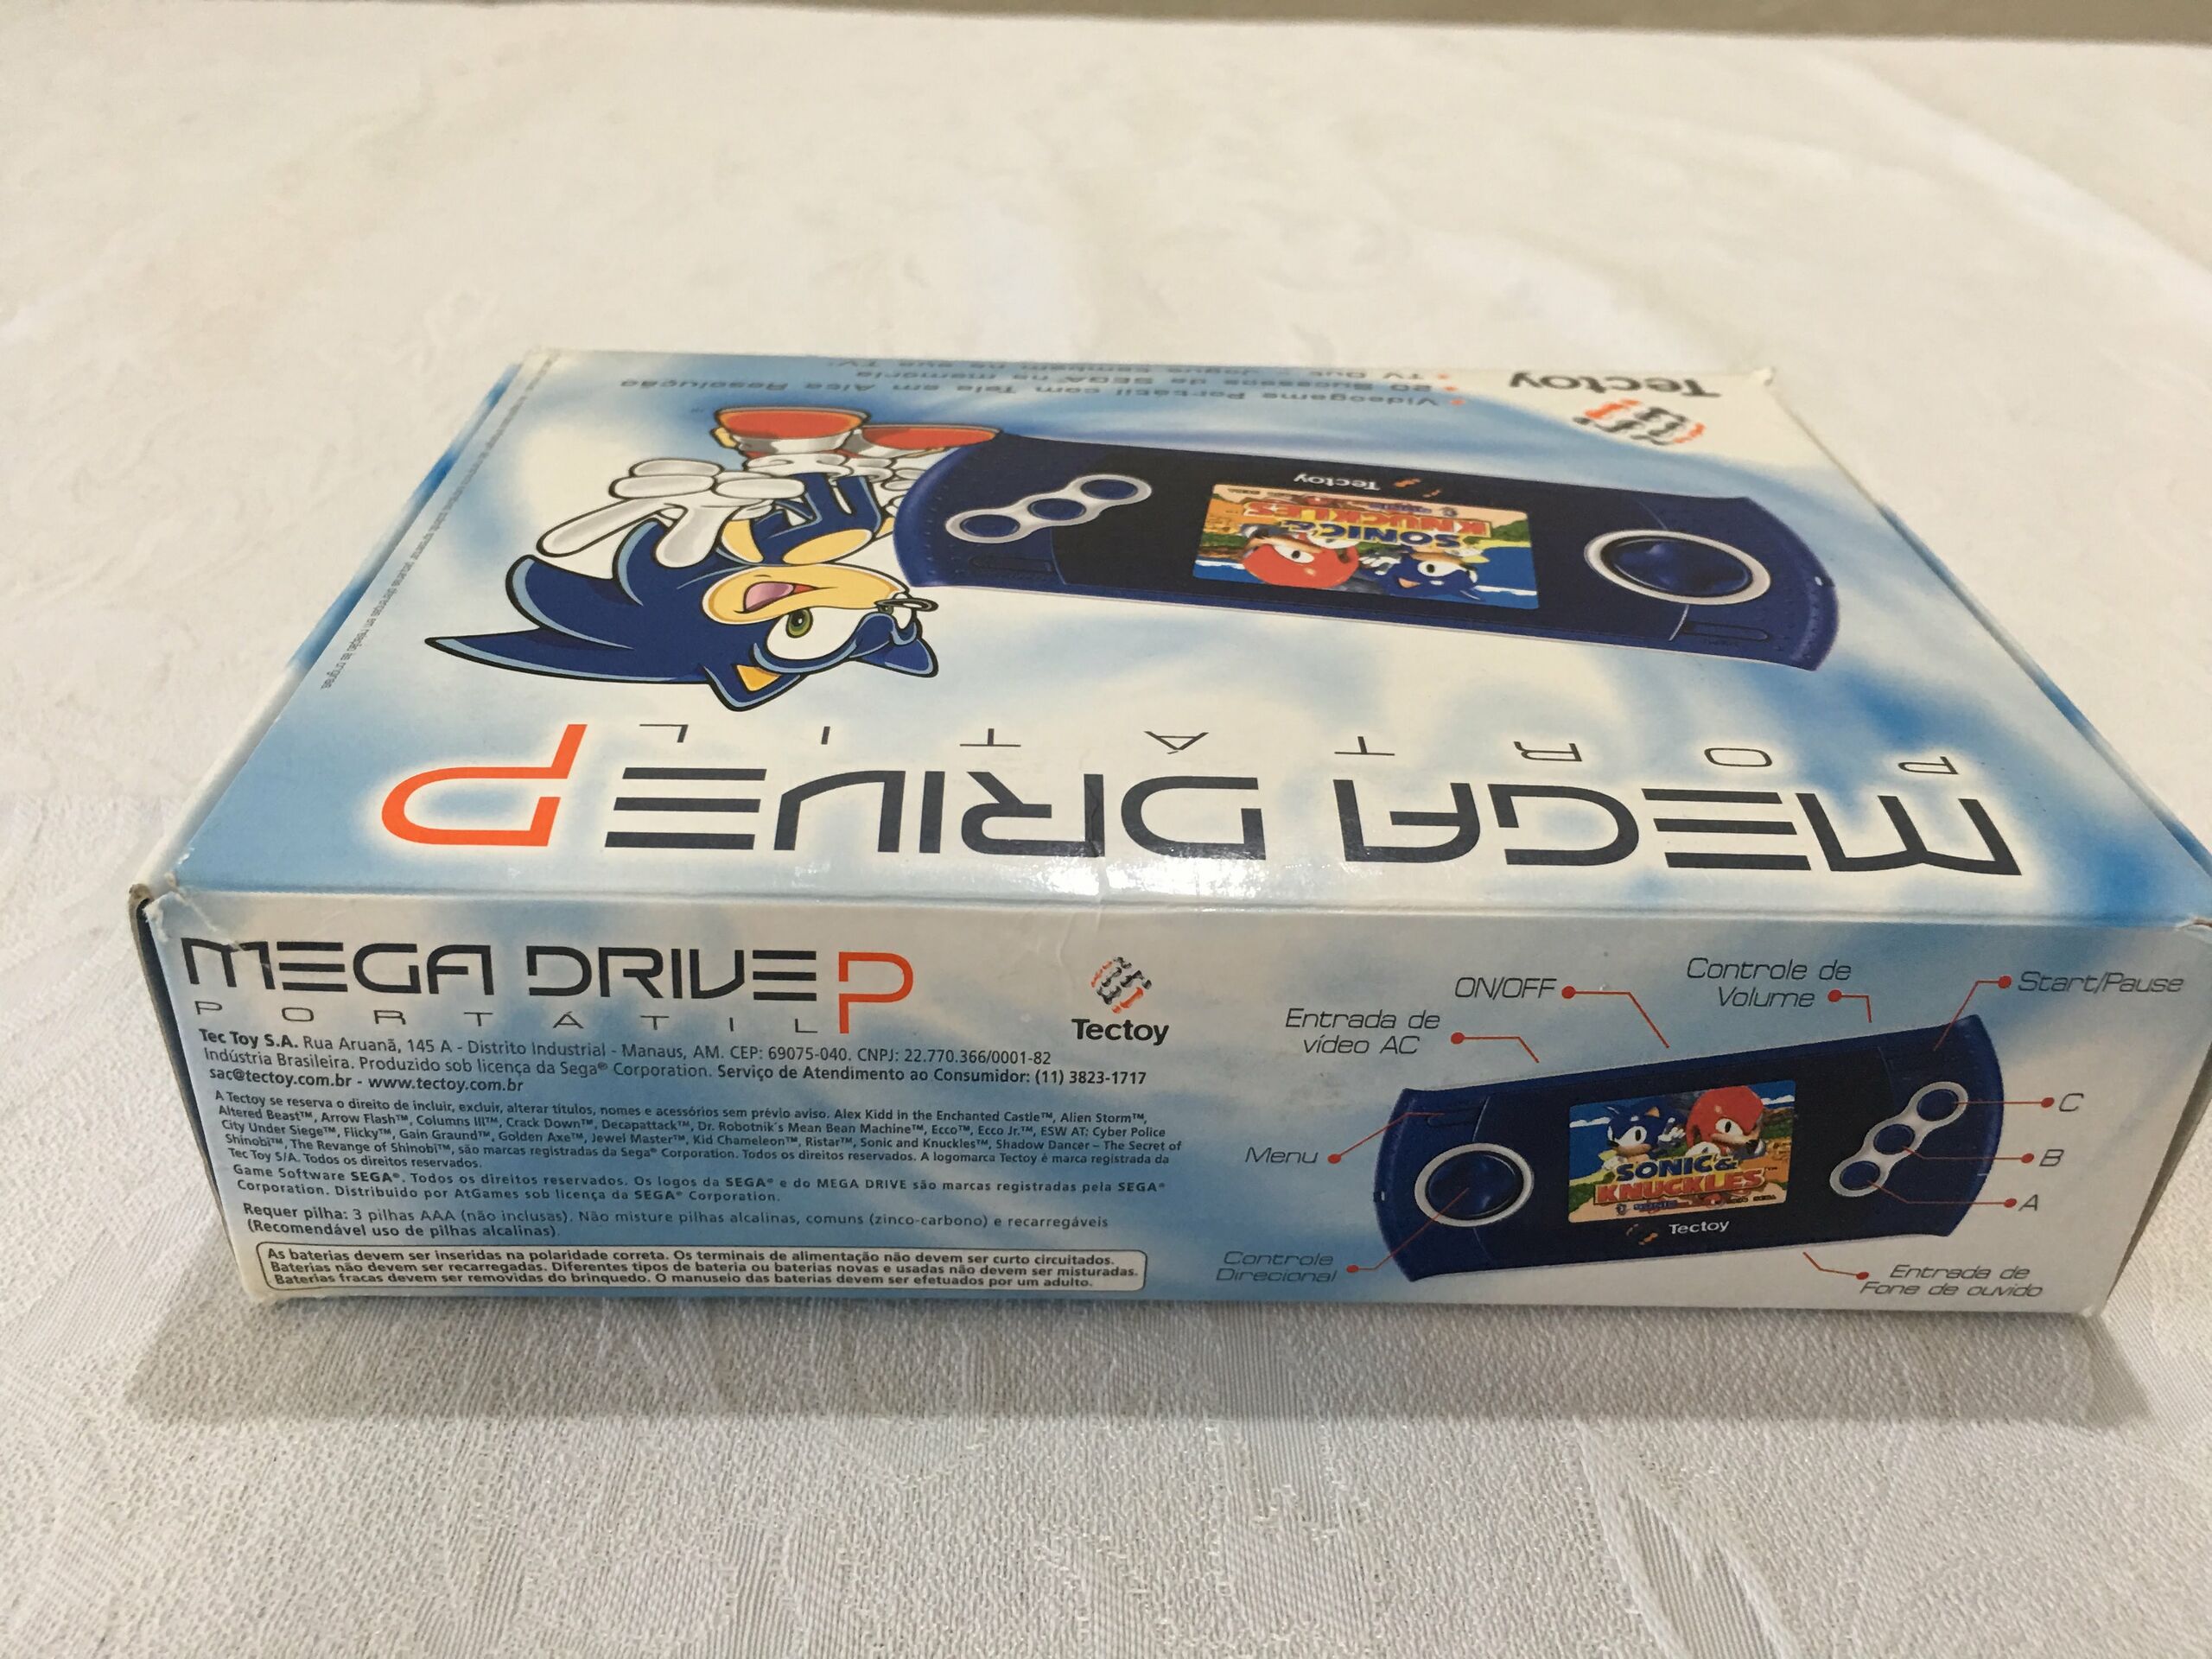 Tectoy
• Videogame Portátil com Tela em Alta Resolução
• 20 Sucessos da SEGA na memória
• TV Out - Jogue também na sua TV
Tectoy
SONIC &
KNUCKLES
MEGA DRIVE P
PORTÁTIL
MEGA DRIVE P
PORTÁTIL
Tectoy
Tec Toy S.A. Rua Aruanã, 145 A - Distrito Industrial - Manaus, AM. CEP: 69075-040. CNPJ: 22.770.366/0001-82
Indústria Brasileira. Produzido sob licença da Sega® Corporation. Serviço de Atendimento ao Consumidor: (11) 3823-1717
sac@tectoy.com.br - www.tectoy.com.br
A Tectoy se reserva o direito de incluir, excluir, alterar títulos, nomes e acessórios sem prévio aviso. Alex Kidd in the Enchanted Castle™, Alien Storm™,
Altered Beast™, Arrow Flash™, Columns III™, Crack Down™, Decapattack™, Dr. Robotnik's Mean Bean Machine™, Ecco™, Ecco Jr.™, ESW AT: Cyber Police
City Under Siege™, Flicky™, Gain Graund™, Golden Axe™, Jewel Master™, Kid Chameleon™, Ristar™, Sonic and Knuckles™, Shadow Dancer – The Secret of
Shinobi™, The Revenge of Shinobi™, são marcas registradas da Sega® Corporation. Todos os direitos reservados. A logomarca Tectoy é marca registrada da
Tec Toy S/A. Todos os direitos reservados.
Game Software SEGA®. Todos os direitos reservados. Os logos da SEGA® e do MEGA DRIVE são marcas registradas pela SEGA®
Corporation. Distribuido por AtGames sob licença da SEGA® Corporation.
Requer pilha: 3 pilhas AAA (não inclusas). Não misture pilhas alcalinas, comuns (zinco-carbono) e recarregáveis
(Recomendável uso de pilhas alcalinas).
As baterias devem ser inseridas na polaridade correta. Os terminais de alimentação não devem ser curto circuitados.
Baterias não devem ser recarregadas. Diferentes tipos de bateria ou baterias novas e usadas não devem ser misturadas.
Baterias fracas devem ser removidas do brinquedo. O manuseio das baterias devem ser efetuados por um adulto.
ON/OFF
Controle de
Volume
Start/Pause
Entrada de
vídeo AC
Menu
C
B
A
SONIC &
KNUCKLES
Tectoy
Controle
Direcional
Entrada de
Fone de ouvido